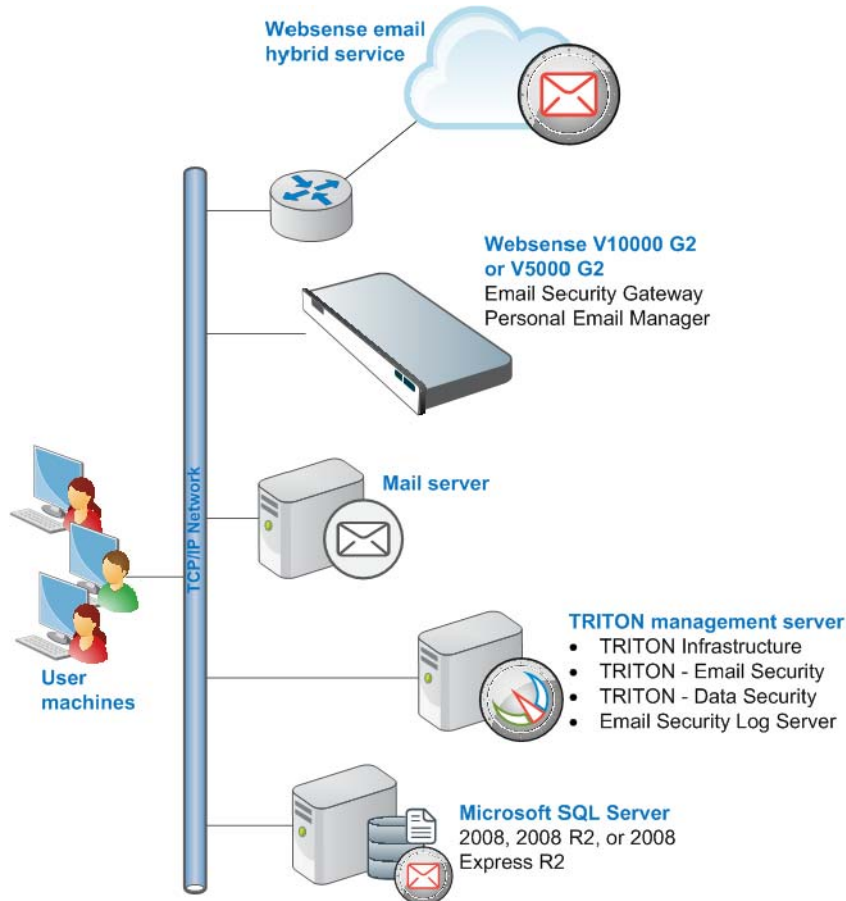 Websense email
hybrid service
Websense V10000 G2
or V5000 G2
Email Security Gateway
Personal Email Manager
Mail server
TCP/IP Network
User
machines
TRITON management server
• TRITON Infrastructure
• TRITON - Email Security
• TRITON - Data Security
• Email Security Log Server
Microsoft SQL Server
2008, 2008 R2, or 2008
Express R2